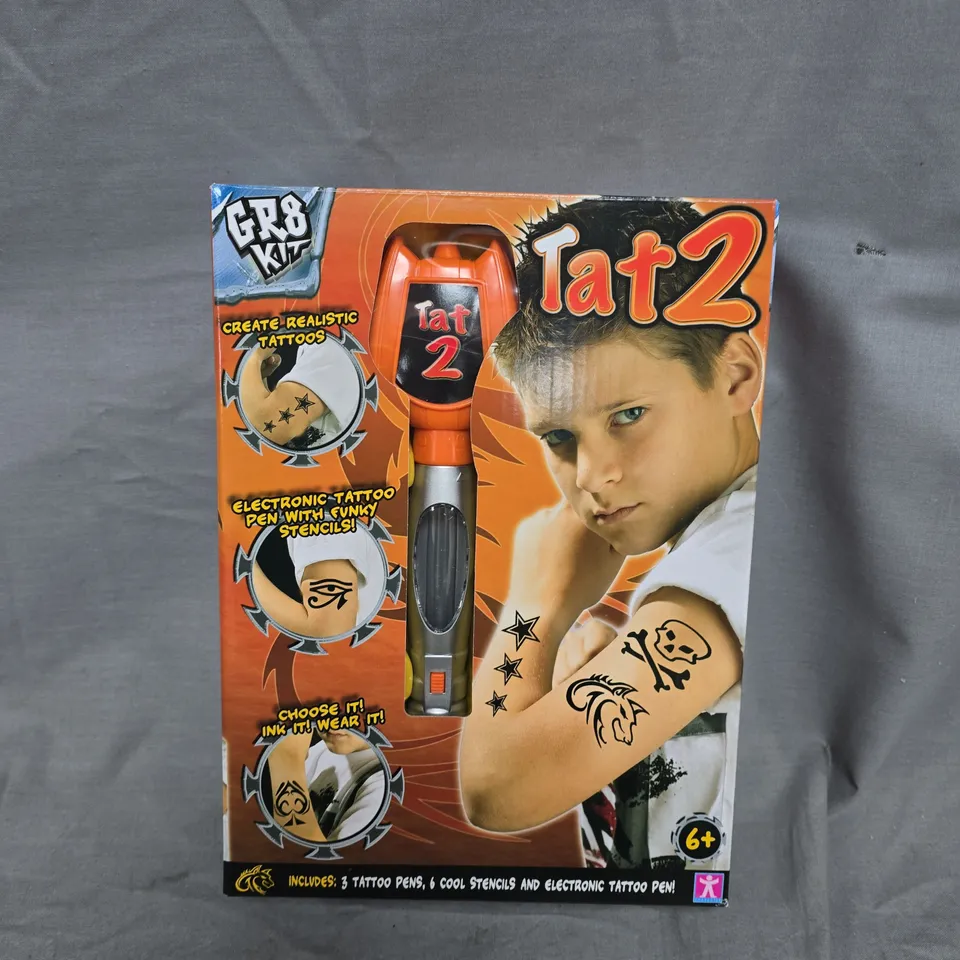 GR8
KIT
Tat2
Tat
2
CREATE REALISTIC
TATTOOS
ELECTRONIC TATTOO
PEN WITH FUNKY
STENCILS!
CHOOSE IT!
INK IT! WEAR IT!
6+
INCLUDES: 3 TATTOO PENS, 6 COOL STENCILS AND ELECTRONIC TATTOO PEN!